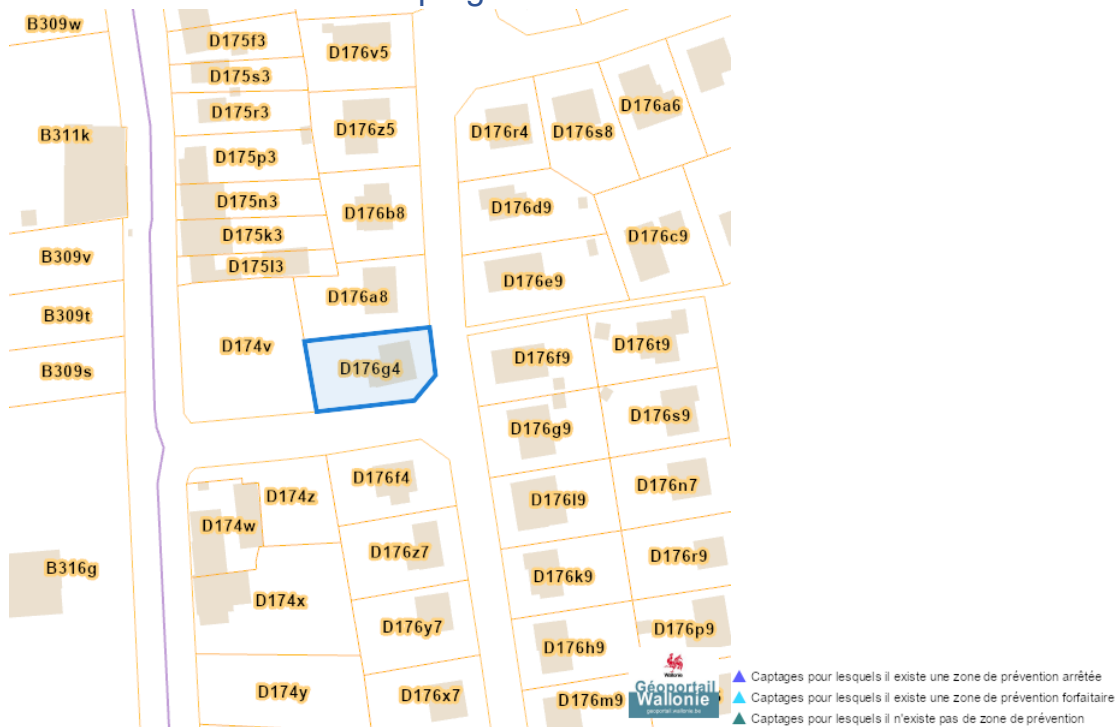 B309w
D175f3
D176v5
D175s3
D176a6
D175r3
D176z5
D176r4
D176s8
B311k
D175p3
D175n3
D176b8
D176d9
D175k3
D176c9
B309v
D175l3
D176e9
D176a8
B309t
D174v
D176f9
D176t9
B309s
D176g4
D176s9
D176g9
D176f4
D174z
D176n7
D176l9
D174w
D176z7
D176r9
B316g
D176k9
D174x
D176y7
D176p9
D176h9
D174y
D176x7
D176m9
Wallonie
Géoportail
Wallonie
geoportail.wallonie.be
Captages pour lesquels il existe une zone de prévention arrêtée
Captages pour lesquels il existe une zone de prévention forfaitaire
Captages pour lesquels il n'existe pas de zone de prévention